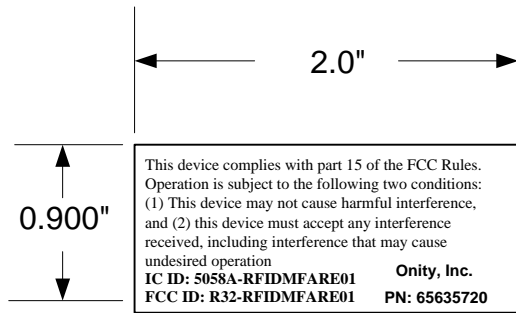 2.0"
0.900"
This device complies with part 15 of the FCC Rules.
Operation is subject to the following two conditions:
(1) This device may not cause harmful interference,
and (2) this device must accept any interference
received, including interference that may cause
undesired operation
IC ID: 5058A-RFIDMFARE01
Onity, Inc.
FCC ID: R32-RFIDMFARE01
PN: 65635720